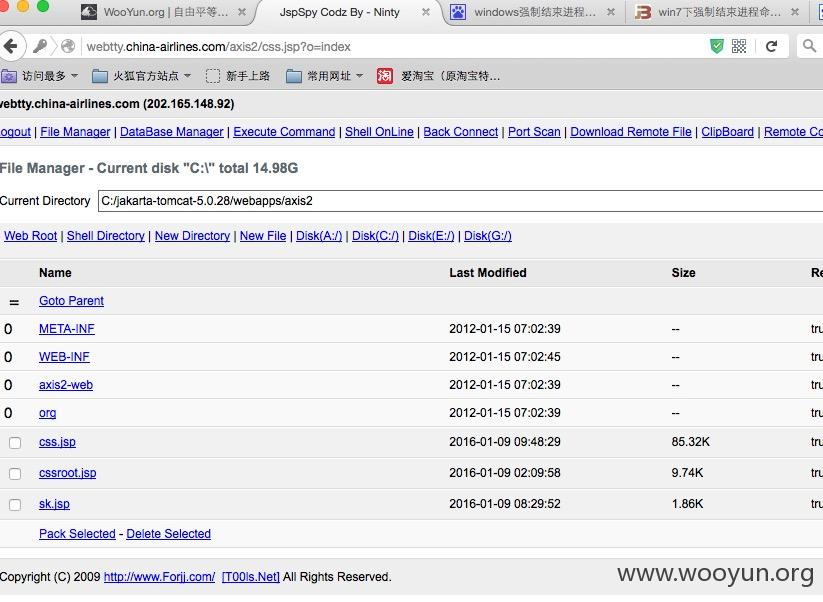 WooYun.org | 自由平等... JspSpy Codz By - Ninty windows强制结束进程... win7下强制结束进程命...
webtty.china-airlines.com/axis2/css.jsp?o=index
访问最多 火狐官方站点 新手上路 常用网址 爱淘宝（原淘宝特...
webtty.china-airlines.com (202.165.148.92)
ogout | File Manager | DataBase Manager | Execute Command | Shell OnLine | Back Connect | Port Scan | Download Remote File | ClipBoard | Remote Co
File Manager - Current disk "C:\" total 14.98G
Current Directory C:/jakarta-tomcat-5.0.28/webapps/axis2
Web Root | Shell Directory | New Directory | New File | Disk(A:/) | Disk(C:/) | Disk(E:/) | Disk(G:/)
Name Last Modified Size Re
= Goto Parent
0 META-INF 2012-01-15 07:02:39 -- tru
0 WEB-INF 2012-01-15 07:02:45 -- tru
0 axis2-web 2012-01-15 07:02:39 -- tru
0 org 2012-01-15 07:02:39 -- tru
css.jsp 2016-01-09 09:48:29 85.32K tru
cssroot.jsp 2016-01-09 02:09:58 9.74K tru
sk.jsp 2016-01-09 08:29:52 1.86K tru
Pack Selected - Delete Selected
Copyright (C) 2009 http://www.Forjj.com/ [T00ls.Net] All Rights Reserved.
www.wooyun.org